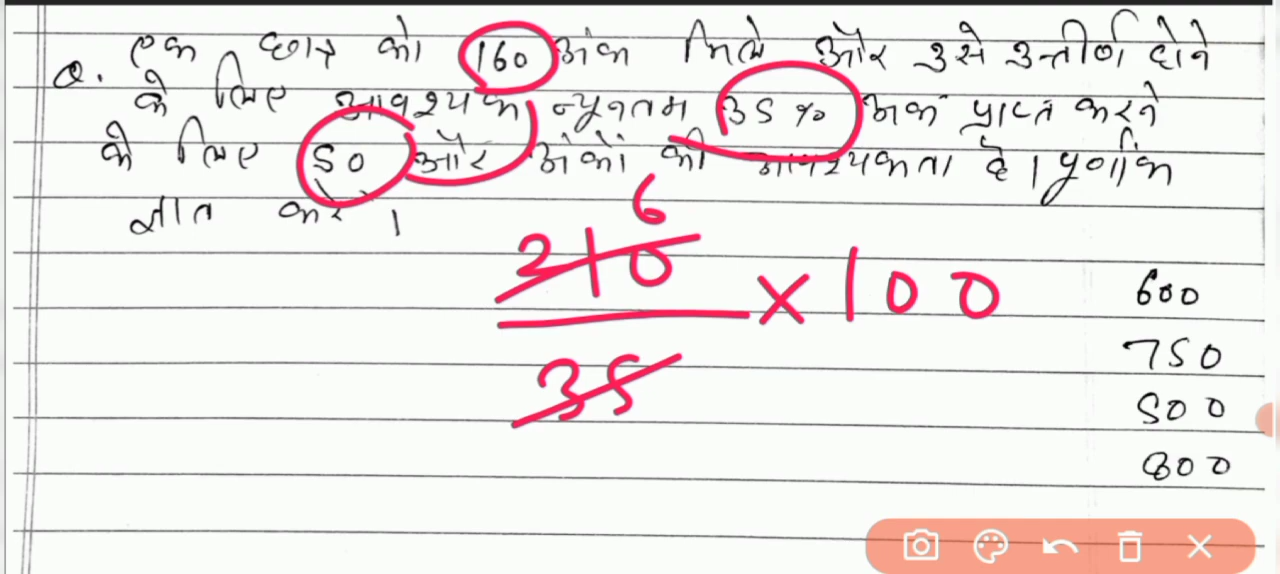 एक छात्र को 160 अंक मिले और उसे उत्तीर्ण होने
Q. के लिए आवश्यक न्यूनतम 35% अंक प्राप्त करने
के लिए 50 और अंकों की आवश्यकता है। पूर्णांक
ज्ञात करें।
6
210
× 100
35
600
750
500
800